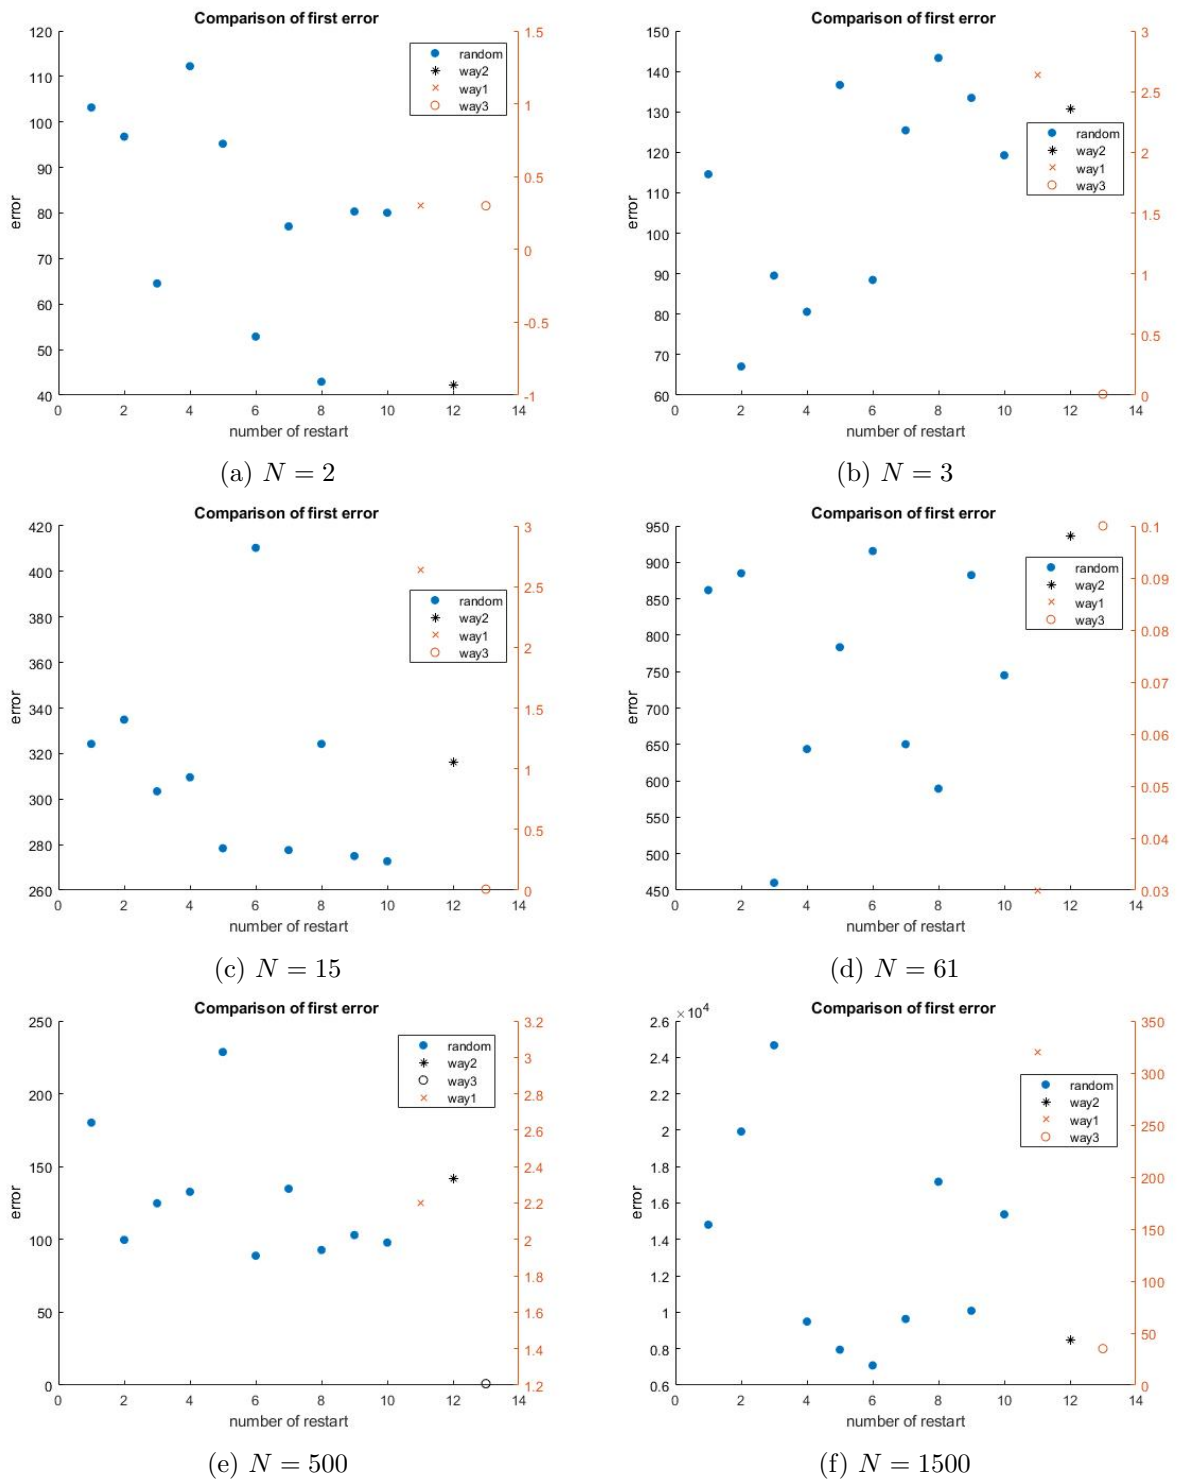 Comparison of first error
120
110
100
90
80
70
60
50
40
error
1.5
1
0.5
0
-0.5
-1
random
way2
way1
way3
0 2 4 6 8 10 12 14
number of restart
(a) N = 2
Comparison of first error
150
140
130
120
110
100
90
80
70
60
error
3
2.5
2
1.5
1
0.5
0
random
way2
way1
way3
0 2 4 6 8 10 12 14
number of restart
(b) N = 3
Comparison of first error
420
400
380
360
340
320
300
280
260
error
3
2.5
2
1.5
1
0.5
0
random
way2
way1
way3
0 2 4 6 8 10 12 14
number of restart
(c) N = 15
Comparison of first error
950
900
850
800
750
700
650
600
550
500
450
error
0.1
0.09
0.08
0.07
0.06
0.05
0.04
0.03
random
way2
way1
way3
0 2 4 6 8 10 12 14
number of restart
(d) N = 61
Comparison of first error
250
200
150
100
50
0
error
3.2
3
2.8
2.6
2.4
2.2
2
1.8
1.6
1.4
1.2
random
way2
way3
way1
0 2 4 6 8 10 12 14
number of restart
(e) N = 500
Comparison of first error
×10⁴
2.6
2.4
2.2
2
1.8
1.6
1.4
1.2
1
0.8
0.6
error
350
300
250
200
150
100
50
0
random
way2
way1
way3
0 2 4 6 8 10 12 14
number of restart
(f) N = 1500